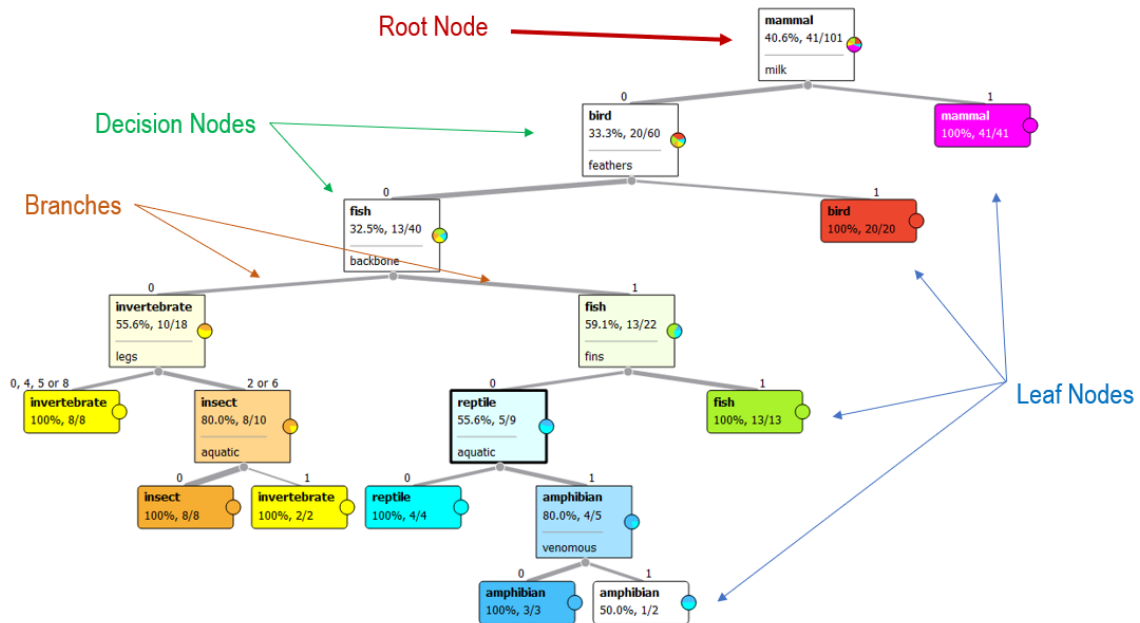 Root Node
mammal
40.6%, 41/101
milk
0
1
Decision Nodes
bird
33.3%, 20/60
feathers
mammal
100%, 41/41
0
1
Branches
fish
32.5%, 13/40
backbone
bird
100%, 20/20
0
1
invertebrate
55.6%, 10/18
legs
fish
59.1%, 13/22
fins
0, 4, 5 or 8
2 or 6
0
1
Leaf Nodes
invertebrate
100%, 8/8
insect
80.0%, 8/10
aquatic
reptile
55.6%, 5/9
aquatic
fish
100%, 13/13
0
1
0
1
insect
100%, 8/8
invertebrate
100%, 2/2
reptile
100%, 4/4
amphibian
80.0%, 4/5
venomous
0
1
amphibian
100%, 3/3
amphibian
50.0%, 1/2